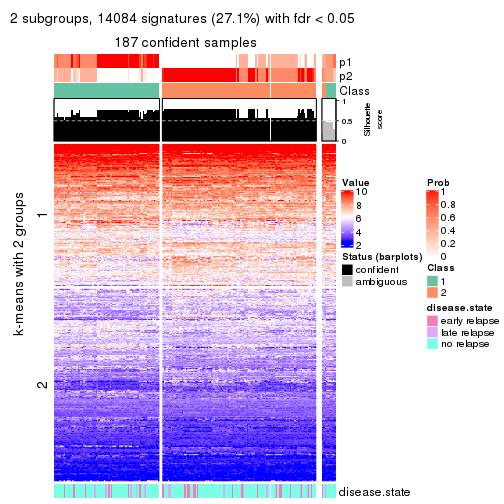 2 subgroups, 14084 signatures (27.1%) with fdr < 0.05
187 confident samples
p1
p2
Class
1
0.5
0
Silhouette
score
k-means with 2 groups
1
2
Value
10
8
6
4
2
Status (barplots)
confident
ambiguous
Prob
1
0.8
0.6
0.4
0.2
0
Class
1
2
disease.state
early relapse
late relapse
no relapse
disease.state